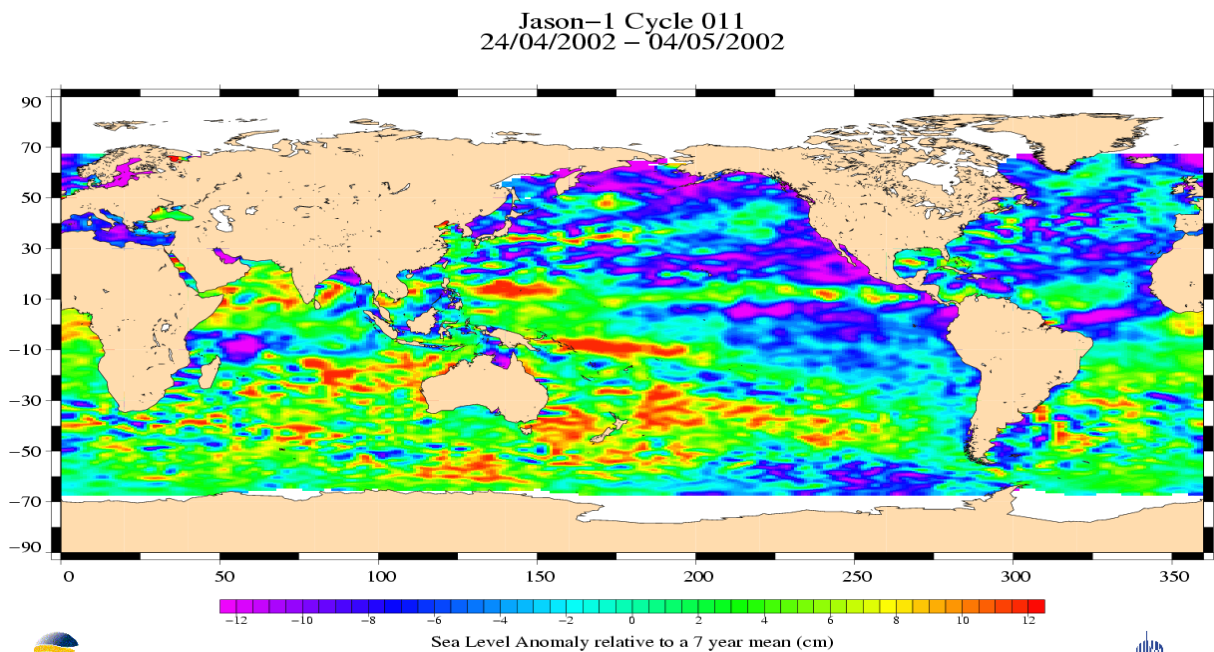 Jason−1 Cycle 011
24/04/2002 − 04/05/2002
90
70
50
30
10
−10
−30
−50
−70
−90
0 50 100 150 200 250 300 350
−12 −10 −8 −6 −4 −2 0 2 4 6 8 10 12
Sea Level Anomaly relative to a 7 year mean (cm)